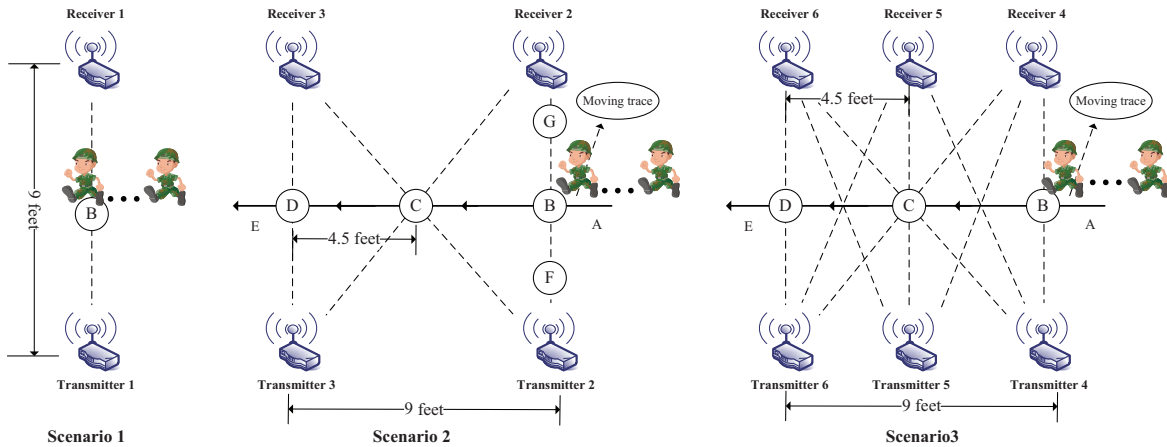 Receiver 1
9 feet
B
Transmitter 1
Scenario 1
Receiver 3
Receiver 2
G
Moving trace
D
C
B
E
A
4.5 feet
F
Transmitter 3
Transmitter 2
9 feet
Scenario 2
Receiver 6
Receiver 5
Receiver 4
4.5 feet
Moving trace
D
C
B
E
A
Transmitter 6
Transmitter 5
Transmitter 4
9 feet
Scenario3